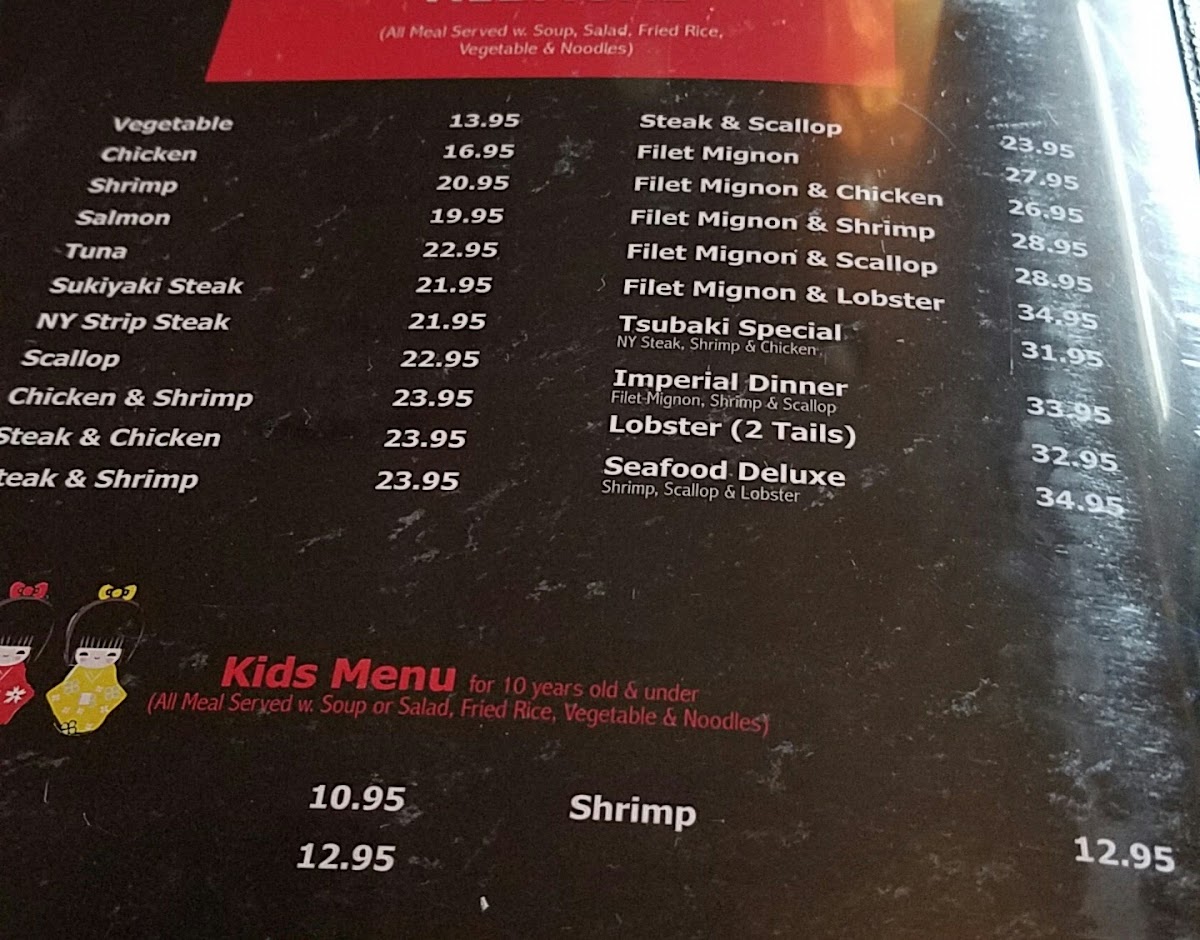 (All Meal Served w. Soup, Salad, Fried Rice,
Vegetable & Noodles)
Vegetable 13.95
Chicken 16.95
Shrimp 20.95
Salmon 19.95
Tuna 22.95
Sukiyaki Steak 21.95
NY Strip Steak 21.95
Scallop 22.95
Chicken & Shrimp 23.95
Steak & Chicken 23.95
teak & Shrimp 23.95
Steak & Scallop 23.95
Filet Mignon 27.95
Filet Mignon & Chicken 26.95
Filet Mignon & Shrimp 28.95
Filet Mignon & Scallop 28.95
Filet Mignon & Lobster 34.95
Tsubaki Special 31.95
NY Steak, Shrimp & Chicken
Imperial Dinner 33.95
Filet Mignon, Shrimp & Scallop
Lobster (2 Tails) 32.95
Seafood Deluxe 34.95
Shrimp, Scallop & Lobster
Kids Menu for 10 years old & under
(All Meal Served w. Soup or Salad, Fried Rice, Vegetable & Noodles)
10.95
12.95
Shrimp 12.95